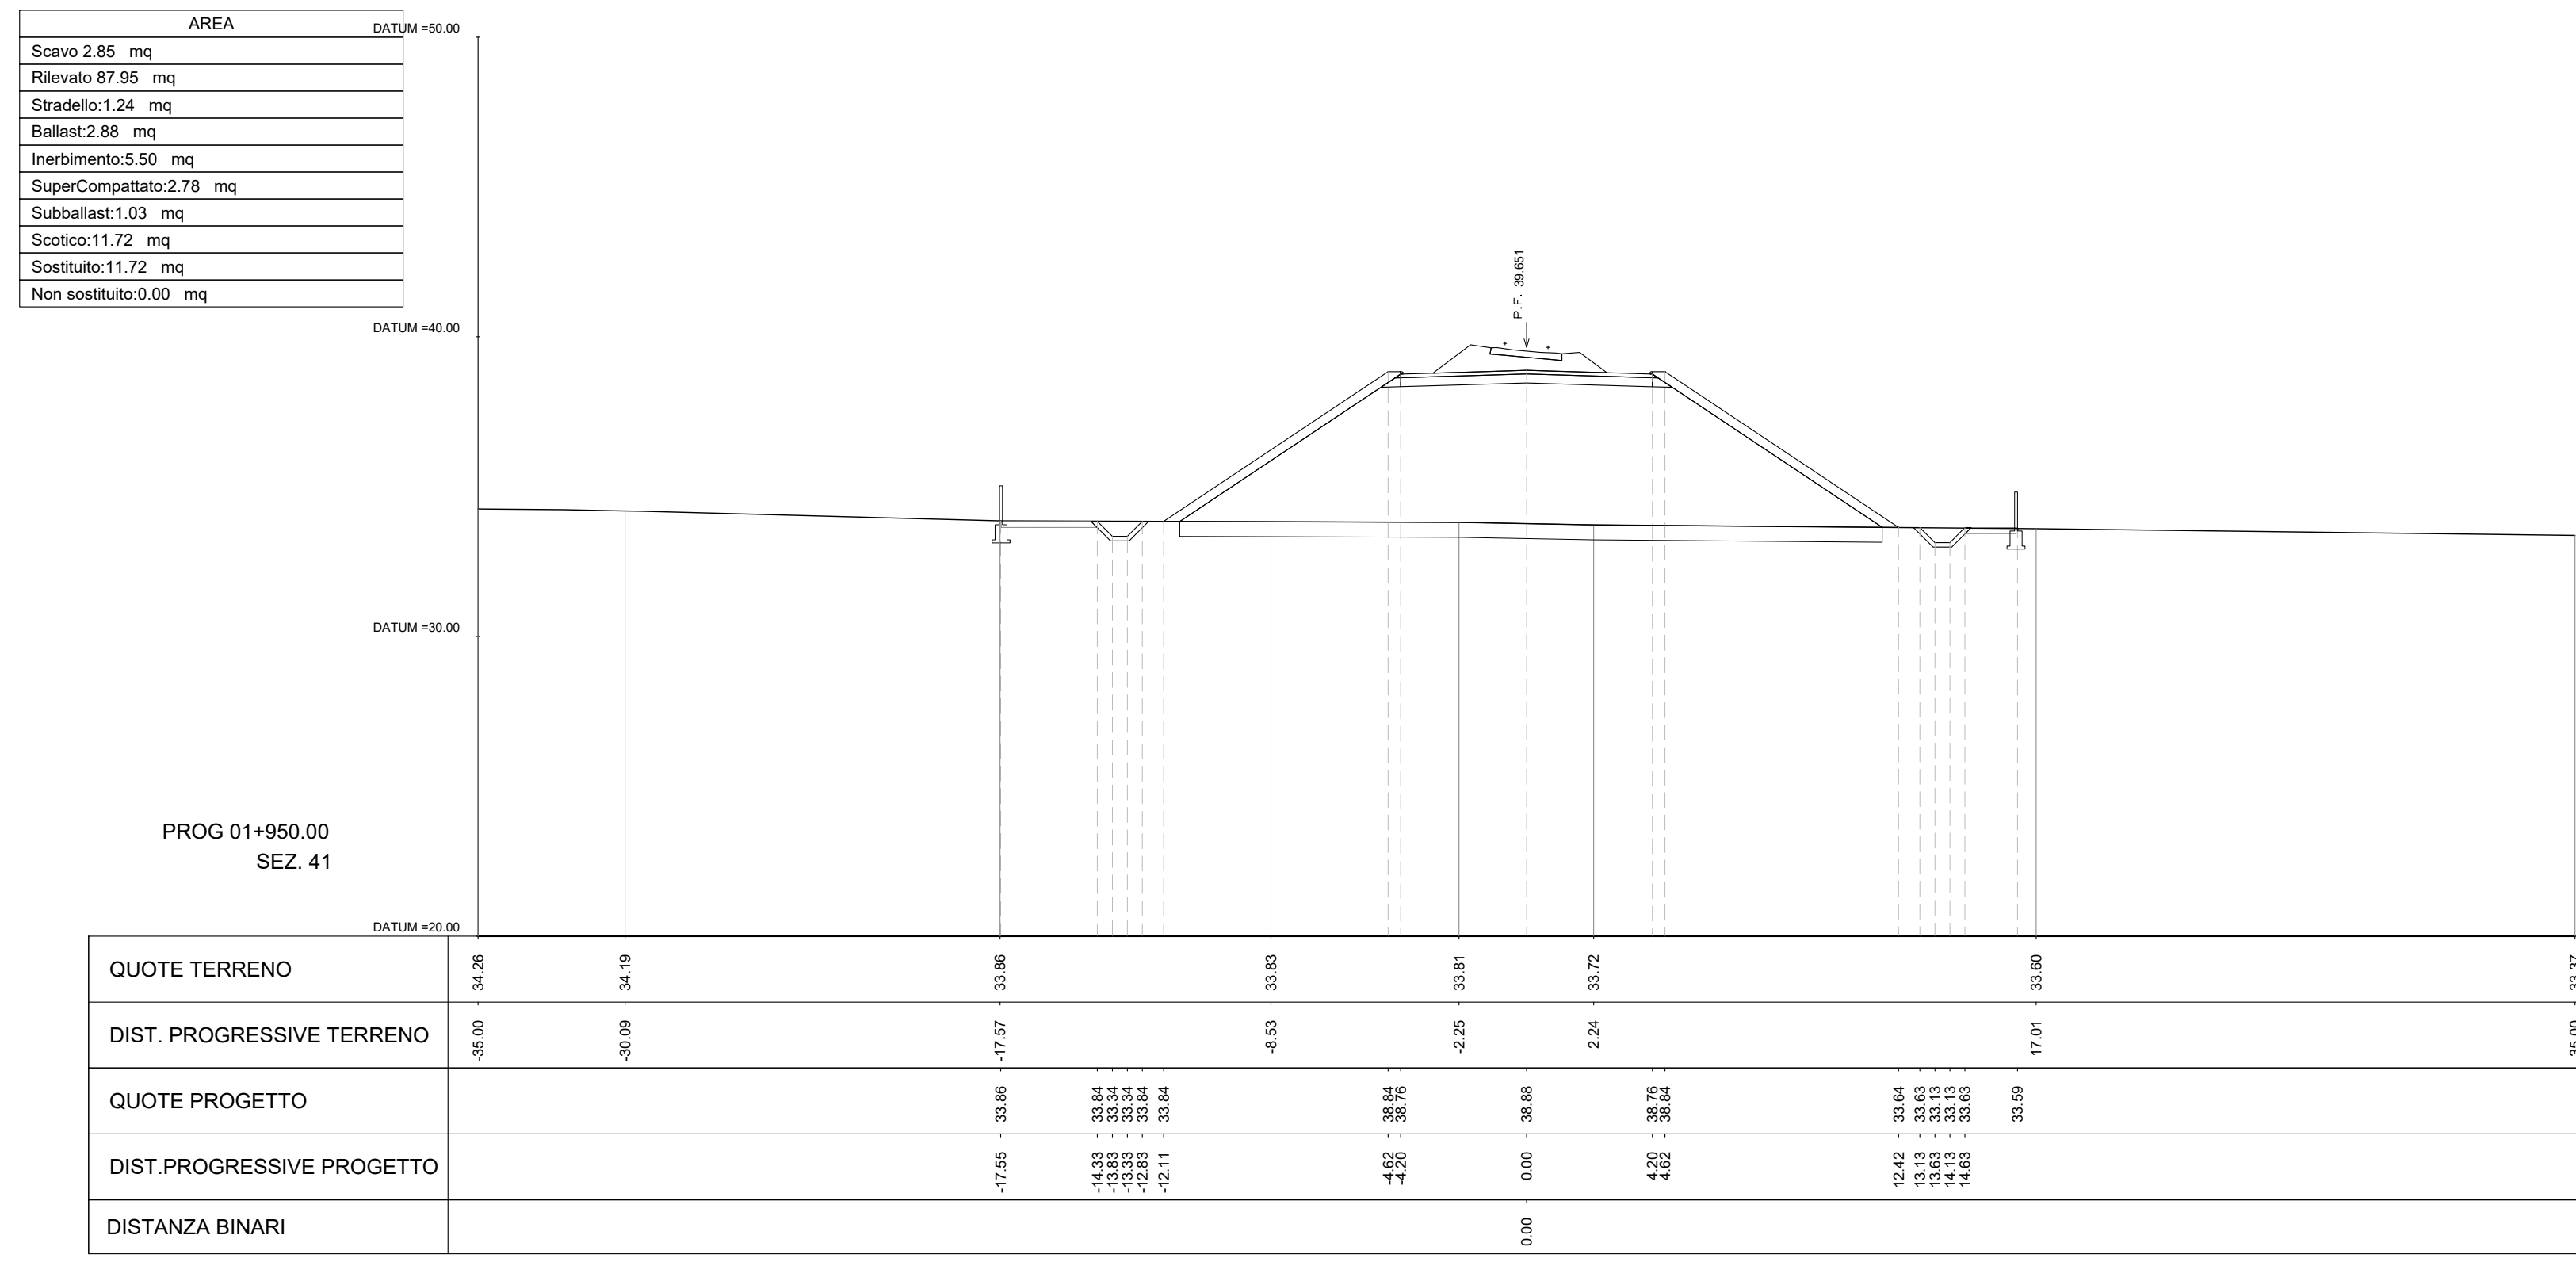 AREA
Scavo 2.85 mq
Rilevato 87.95 mq
Stradello:1.24 mq
Ballast:2.88 mq
Inerbimento:5.50 mq
SuperCompattato:2.78 mq
Subballast:1.03 mq
Scotico:11.72 mq
Sostituito:11.72 mq
Non sostituito:0.00 mq
DATUM =50.00
DATUM =40.00
DATUM =30.00
DATUM =20.00
P.F. 39.651
PROG 01+950.00
SEZ. 41
QUOTE TERRENO 34.26 34.19 33.86 33.83 33.81 33.72 33.60 33.37
DIST. PROGRESSIVE TERRENO -35.00 -30.09 -17.57 -8.53 -2.25 2.24 17.01 35.00
QUOTE PROGETTO 33.86 33.84 33.34 33.34 33.84 33.84 38.84 38.76 38.88 38.76 38.84 33.64 33.63 33.13 33.13 33.63 33.59
DIST.PROGRESSIVE PROGETTO -17.55 -14.33 -13.83 -13.33 -12.83 -12.11 -4.62 -4.20 0.00 4.20 4.62 12.42 13.13 13.63 14.13 14.63
DISTANZA BINARI 0.00